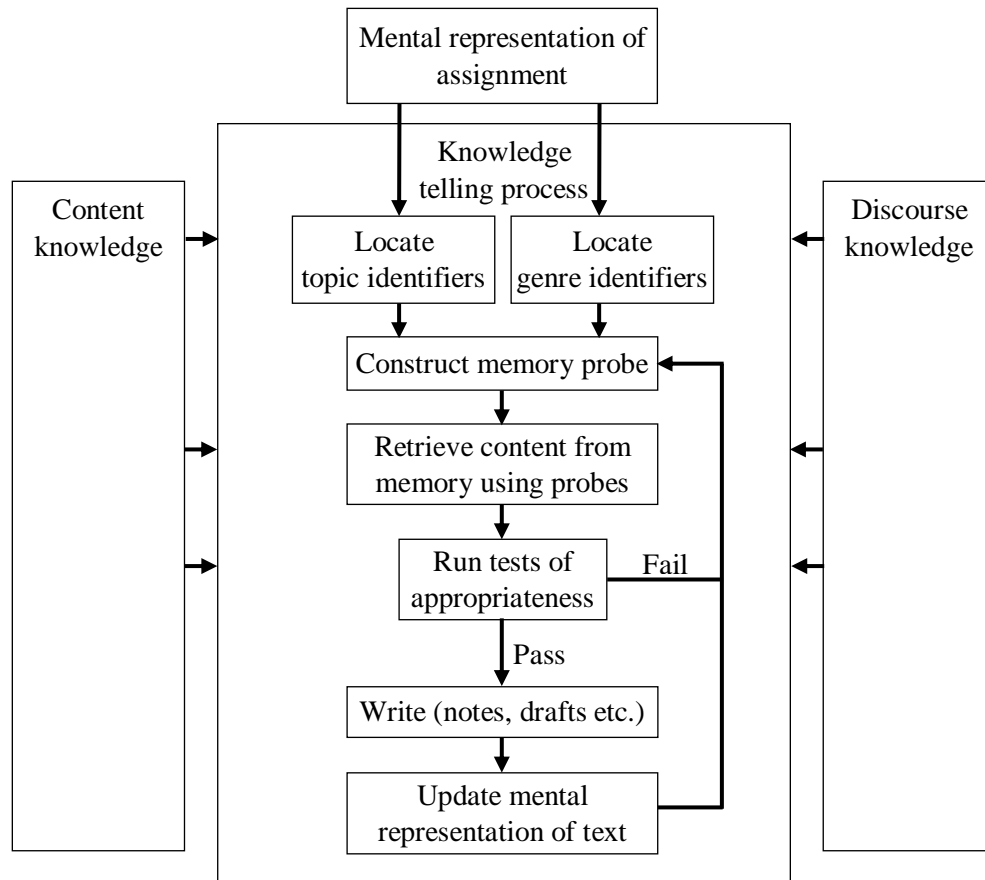 Mental representation of
assignment
Knowledge
telling process
Content
knowledge
Discourse
knowledge
Locate
topic identifiers
Locate
genre identifiers
Construct memory probe
Retrieve content from
memory using probes
Run tests of
appropriateness
Fail
Pass
Write (notes, drafts etc.)
Update mental
representation of text